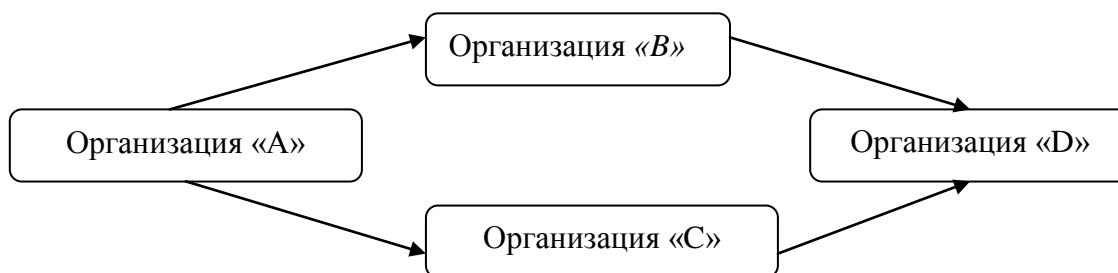 Организация «B»
Организация «A»
Организация «D»
Организация «C»